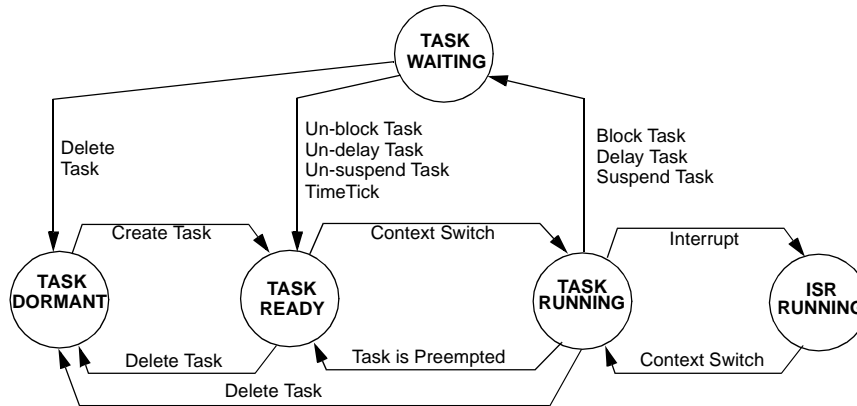 TASK
WAITING
Delete
Task
Un-block Task
Un-delay Task
Un-suspend Task
TimeTick
Block Task
Delay Task
Suspend Task
Create Task
Context Switch
Interrupt
TASK
DORMANT
TASK
READY
TASK
RUNNING
ISR
RUNNING
Delete Task
Task is Preempted
Context Switch
Delete Task